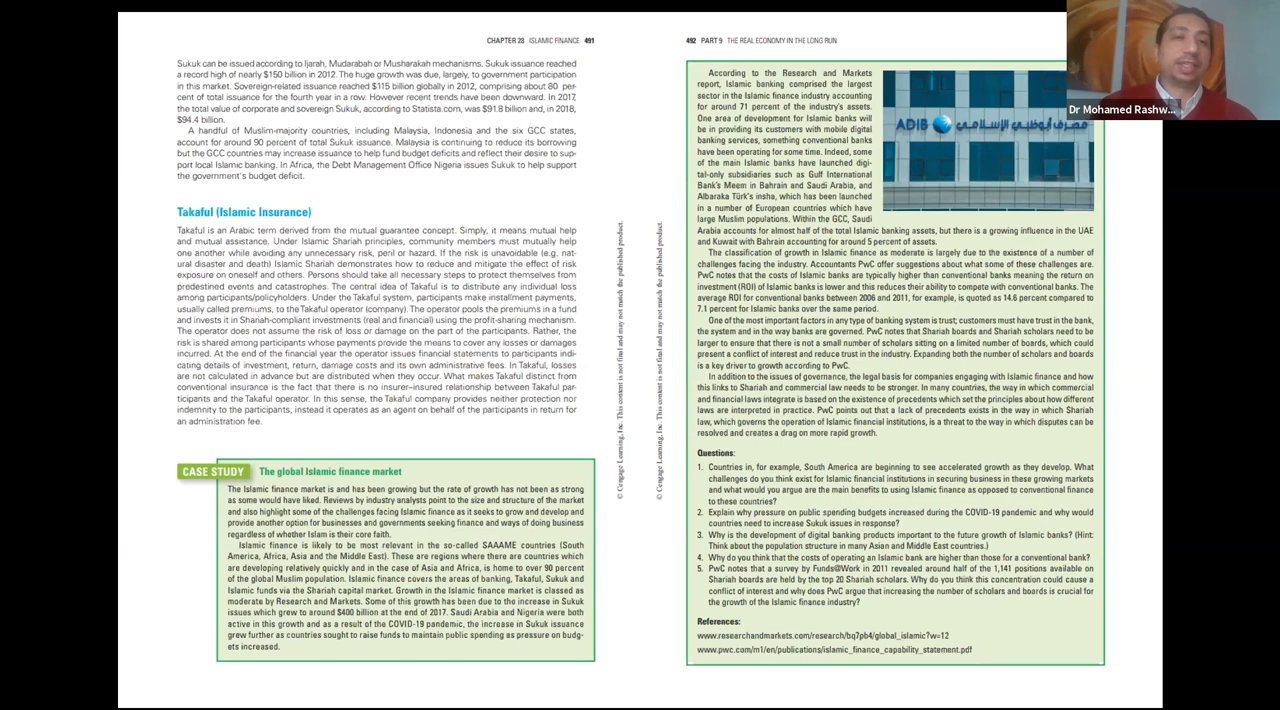 CHAPTER 28 ISLAMIC FINANCE 491
Sukuk can be issued according to Ijarah, Mudarabah or Musharakah mechanisms. Sukuk issuance reached
a record high of nearly $150 billion in 2012. The huge growth was due, largely, to government participation
in this market. Sovereign-related issuance reached $115 billion globally in 2012, comprising about 80 per-
cent of total issuance for the fourth year in a row. However recent trends have been downward. In 2017,
the total value of corporate and sovereign Sukuk, according to Statista.com, was $91.8 billion and, in 2018,
$94.4 billion.
A handful of Muslim-majority countries, including Malaysia, Indonesia and the six GCC states,
account for around 90 percent of total Sukuk issuance. Malaysia is continuing to reduce its borrowing
but the GCC countries may increase issuance to help fund budget deficits and reflect their desire to sup-
port local Islamic banking. In Africa, the Debt Management Office Nigeria issues Sukuk to help support
the government's budget deficit.
Takaful (Islamic Insurance)
Takaful is an Arabic term derived from the mutual guarantee concept. Simply, it means mutual help
and mutual assistance. Under Islamic Shariah principles, community members must mutually help
one another while avoiding any unnecessary risk, peril or hazard. If the risk is unavoidable (e.g. nat-
ural disaster and death) Islamic Shariah demonstrates how to reduce and mitigate the effect of risk
exposure on oneself and others. Persons should take all necessary steps to protect themselves from
predestined events and catastrophes. The central idea of Takaful is to distribute any individual loss
among participants/policyholders. Under the Takaful system, participants make installment payments,
usually called premiums, to the Takaful operator (company). The operator pools the premiums in a fund
and invests it in Shariah-compliant investments (real and financial) using the profit-sharing mechanism.
The operator does not assume the risk of loss or damage on the part of the participants. Rather, the
risk is shared among participants whose payments provide the means to cover any losses or damages
incurred. At the end of the financial year the operator issues financial statements to participants indi-
cating details of investment, return, damage costs and its own administrative fees. In Takaful, losses
are not calculated in advance but are distributed when they occur. What makes Takaful distinct from
conventional insurance is the fact that there is no insurer–insured relationship between Takaful par-
ticipants and the Takaful operator. In this sense, the Takaful company provides neither protection nor
indemnity to the participants; instead it operates as an agent on behalf of the participants in return for
an administration fee.
CASE STUDY The global Islamic finance market
The Islamic finance market is and has been growing but the rate of growth has not been as strong
as some would have liked. Reviews by industry analysts point to the size and structure of the market
and also highlight some of the challenges facing Islamic finance as it seeks to grow and develop and
provide another option for businesses and governments seeking finance and ways of doing business
regardless of whether Islam is their core faith.
Islamic finance is likely to be most relevant in the so-called SAAAME countries (South
America, Africa, Asia and the Middle East). These are regions where there are countries which
are developing relatively quickly and in the case of Asia and Africa, is home to over 90 percent
of the global Muslim population. Islamic finance covers the areas of banking, Takaful, Sukuk and
Islamic funds via the Shariah capital market. Growth in the Islamic finance market is classed as
moderate by Research and Markets. Some of this growth has been due to the increase in Sukuk
issues which grew to around $400 billion at the end of 2017. Saudi Arabia and Nigeria were both
active in this growth and as a result of the COVID-19 pandemic, the increase in Sukuk issuance
grew further as countries sought to raise funds to maintain public spending as pressure on budg-
ets increased.
© Cengage Learning, Inc. This content is not final and may not match the published product.
© Cengage Learning, Inc. This content is not final and may not match the published product.
492 PART 9 THE REAL ECONOMY IN THE LONG RUN
According to the Research and Markets
report, Islamic banking comprised the largest
sector in the Islamic finance industry accounting
for around 71 percent of the industry's assets.
One area of development for Islamic banks will
be in providing its customers with mobile digital
banking services, something conventional banks
have been operating for some time. Indeed, some
of the main Islamic banks have launched digi-
tal-only subsidiaries such as Gulf International
Bank's Meem in Bahrain and Saudi Arabia, and
Albaraka Türk's insha, which has been launched
in a number of European countries which have
large Muslim populations. Within the GCC, Saudi
Arabia accounts for almost half of the total Islamic banking assets, but there is a growing influence in the UAE
and Kuwait with Bahrain accounting for around 5 percent of assets.
The classification of growth in Islamic finance as moderate is largely due to the existence of a number of
challenges facing the industry. Accountants PwC offer suggestions about what some of these challenges are.
PwC notes that the costs of Islamic banks are typically higher than conventional banks meaning the return on
investment (ROI) of Islamic banks is lower and this reduces their ability to compete with conventional banks. The
average ROI for conventional banks between 2006 and 2011, for example, is quoted as 14.6 percent compared to
7.1 percent for Islamic banks over the same period.
One of the most important factors in any type of banking system is trust; customers must have trust in the bank,
the system and in the way banks are governed. PwC notes that Shariah boards and Shariah scholars need to be
larger to ensure that there is not a small number of scholars sitting on a limited number of boards, which could
present a conflict of interest and reduce trust in the industry. Expanding both the number of scholars and boards
is a key driver to growth according to PwC.
In addition to the issues of governance, the legal basis for companies engaging with Islamic finance and how
this links to Shariah and commercial law needs to be stronger. In many countries, the way in which commercial
and financial laws integrate is based on the existence of precedents which set the principles about how different
laws are interpreted in practice. PwC points out that a lack of precedents exists in the way in which Shariah
law, which governs the operation of Islamic financial institutions, is a threat to the way in which disputes can be
resolved and creates a drag on more rapid growth.
Questions:
1. Countries in, for example, South America are beginning to see accelerated growth as they develop. What
challenges do you think exist for Islamic financial institutions in securing business in these growing markets
and what would you argue are the main benefits to using Islamic finance as opposed to conventional finance
to these countries?
2. Explain why pressure on public spending budgets increased during the COVID-19 pandemic and why would
countries need to increase Sukuk issues in response?
3. Why is the development of digital banking products important to the future growth of Islamic banks? (Hint:
Think about the population structure in many Asian and Middle East countries.)
4. Why do you think that the costs of operating an Islamic bank are higher than those for a conventional bank?
5. PwC notes that a survey by Funds@Work in 2011 revealed around half of the 1,141 positions available on
Shariah boards are held by the top 20 Shariah scholars. Why do you think this concentration could cause a
conflict of interest and why does PwC argue that increasing the number of scholars and boards is crucial for
the growth of the Islamic finance industry?
References:
www.researchandmarkets.com/research/bq7pb4/global_islamic?w=12
www.pwc.com/m1/en/publications/islamic_finance_capability_statement.pdf
ADIB مصرف أبوظبي الإسلامي
Dr Mohamed Rashw...